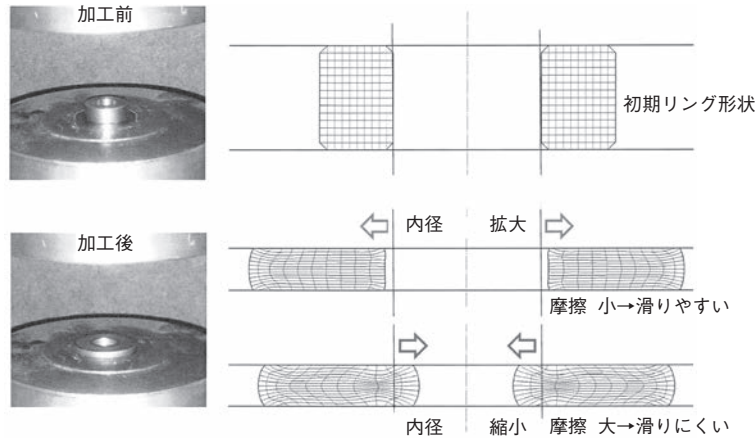 加工前
初期リング形状
加工後
内径 拡大
摩擦 小→滑りやすい
内径 縮小 摩擦 大→滑りにくい